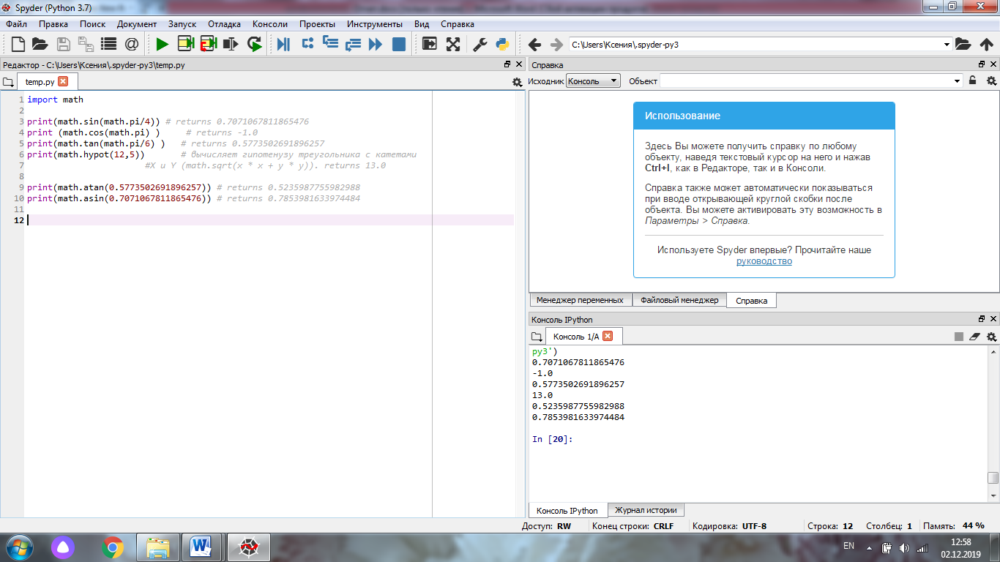 Spyder (Python 3.7)
Файл Правка Поиск Документ Запуск Отладка Консоли Проекты Инструменты Вид Справка
C:\Users\Ксения\.spyder-py3
Редактор - C:\Users\Ксения\.spyder-py3\temp.py
temp.py
1 import math
2
3 print(math.sin(math.pi/4)) # returns 0.7071067811865476
4 print (math.cos(math.pi) )     # returns -1.0
5 print(math.tan(math.pi/6) )   # returns 0.5773502691896257
6 print(math.hypot(12,5))       # вычисляет гипотенузу треугольника с катетами
7                       #X и Y (math.sqrt(x * x + y * y)). returns 13.0
8
9 print(math.atan(0.5773502691896257)) # returns 0.5235987755982988
10 print(math.asin(0.7071067811865476)) # returns 0.7853981633974484
11
12
Справка
Исходник Консоль Объект
Использование
Здесь Вы можете получить справку по любому
объекту, наведя текстовый курсор на него и нажав
Ctrl+I, как в Редакторе, так и в Консоли.
Справка также может автоматически показываться
при вводе открывающей круглой скобки после
объекта. Вы можете активировать эту возможность в
Параметры > Справка.
Используете Spyder впервые? Прочитайте наше
руководство
Менеджер переменных Файловый менеджер Справка
Консоль IPython
Консоль 1/A
py3')
0.7071067811865476
-1.0
0.5773502691896257
13.0
0.5235987755982988
0.7853981633974484
In [20]:
Консоль IPython Журнал истории
Доступ: RW Конец строки: CRLF Кодировка: UTF-8 Строка: 12 Столбец: 1 Память: 44 %
EN 12:58
02.12.2019